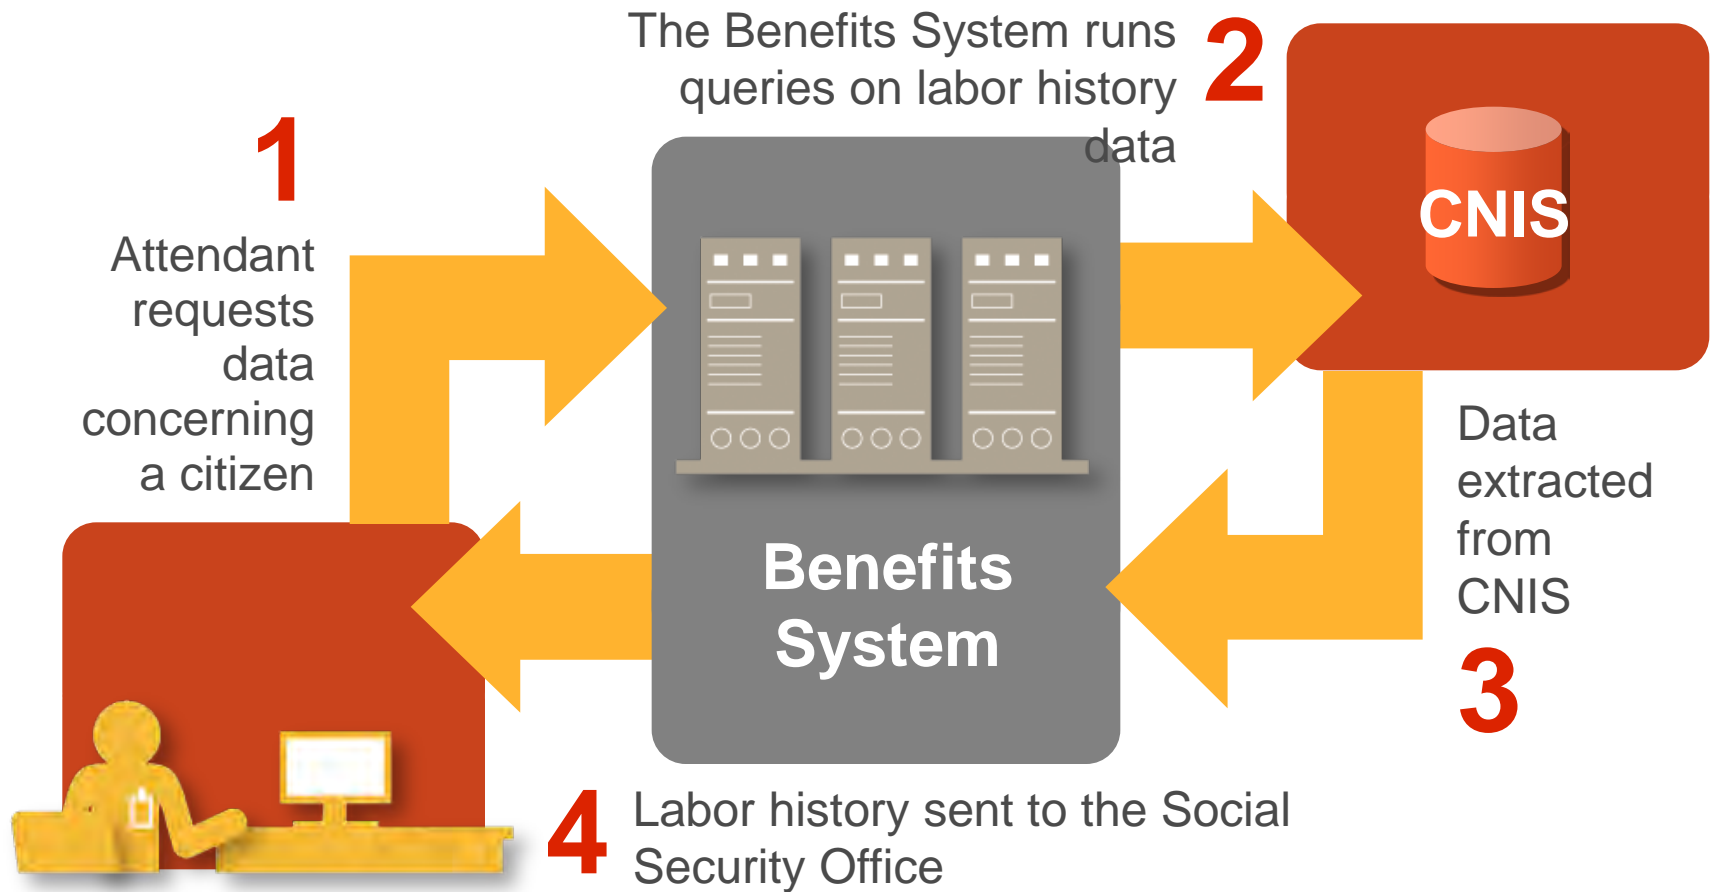 1
Attendant
requests
data
concerning
a citizen
The Benefits System runs
queries on labor history
data
2
CNIS
Benefits
System
Data
extracted
from
CNIS
3
4
Labor history sent to the Social
Security Office